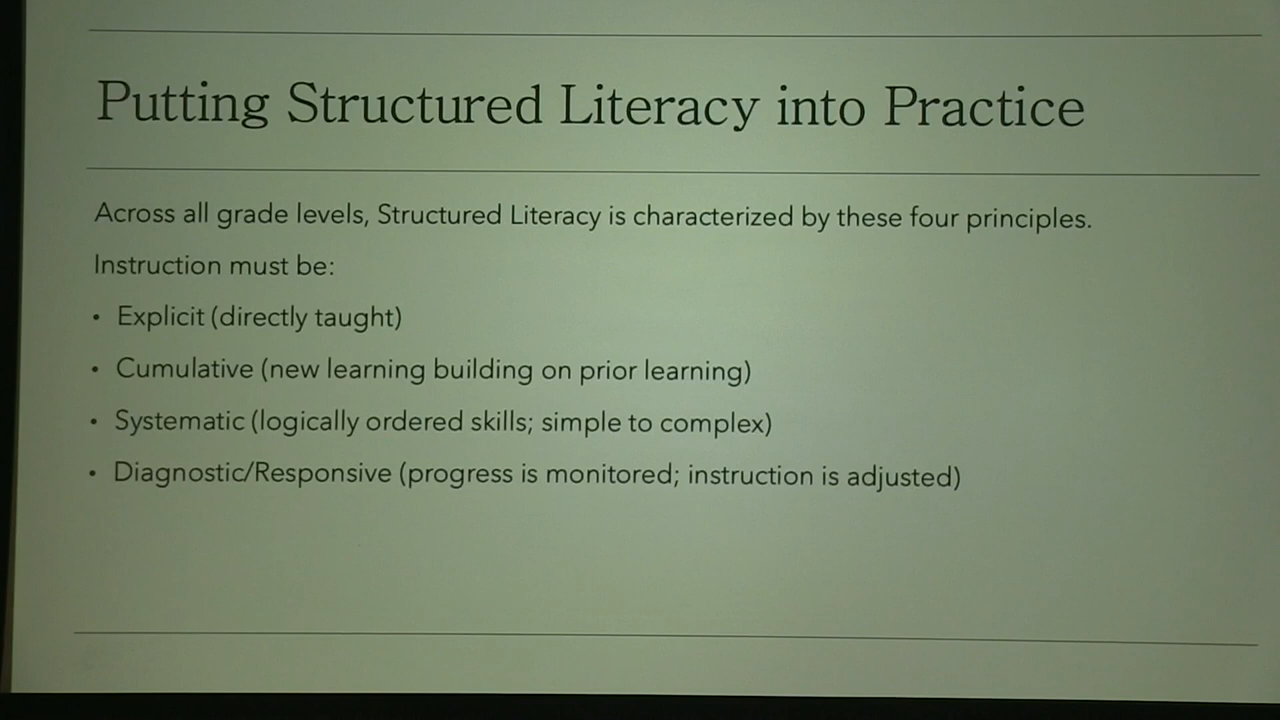 Putting Structured Literacy into Practice
Across all grade levels, Structured Literacy is characterized by these four principles.
Instruction must be:
• Explicit (directly taught)
• Cumulative (new learning building on prior learning)
• Systematic (logically ordered skills; simple to complex)
• Diagnostic/Responsive (progress is monitored; instruction is adjusted)